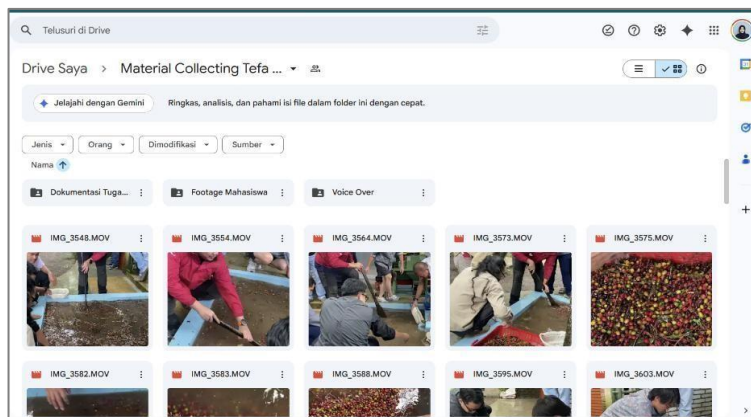 Telusuri di Drive
Drive Saya > Material Collecting Tefa ...
Jelajahi dengan Gemini Ringkas, analisis, dan pahami isi file dalam folder ini dengan cepat.
Jenis Orang Dimodifikasi Sumber
Nama
Dokumentasi Tuga... Footage Mahasiswa Voice Over
IMG_3548.MOV IMG_3554.MOV IMG_3564.MOV IMG_3573.MOV IMG_3575.MOV
IMG_3582.MOV IMG_3583.MOV IMG_3588.MOV IMG_3595.MOV IMG_3603.MOV